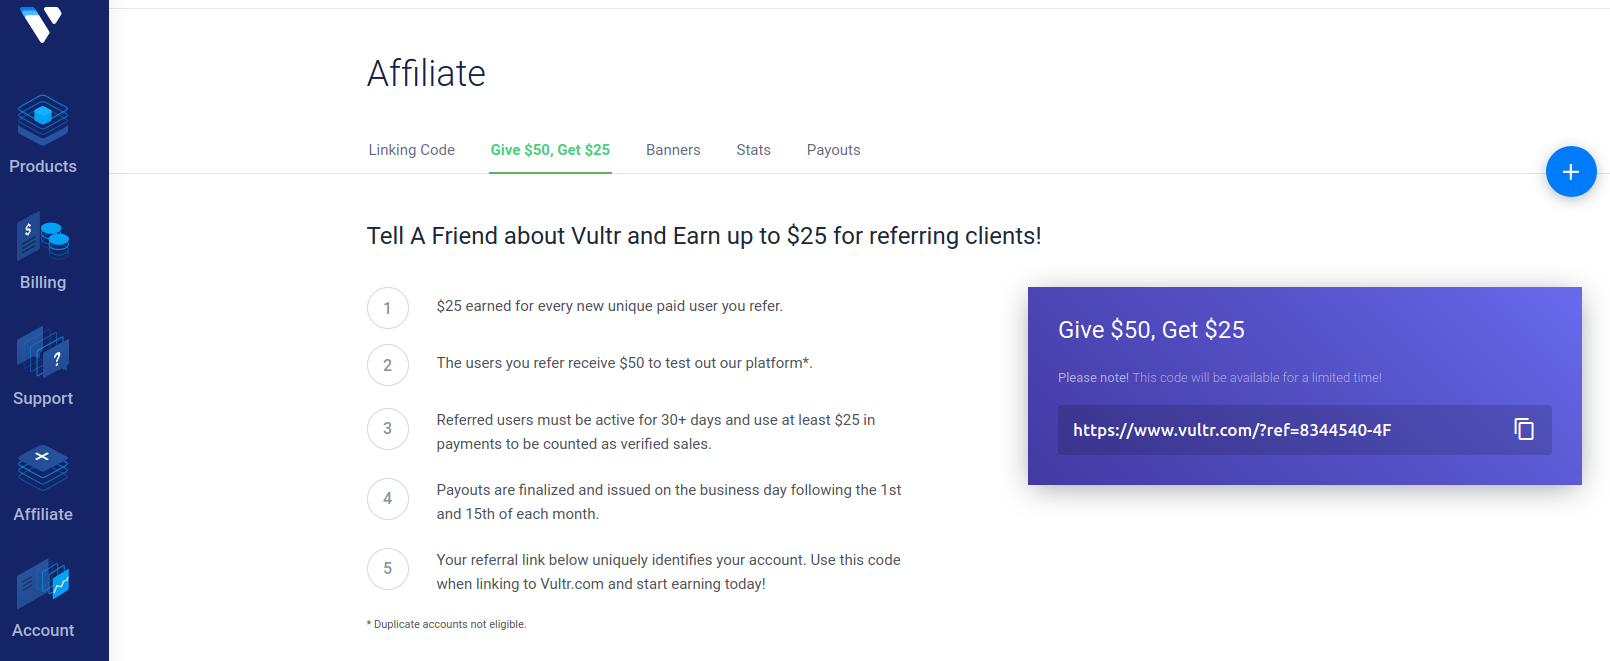 Products
Billing
Support
Affiliate
Account
Affiliate
Linking Code
Give $50, Get $25
Banners
Stats
Payouts
Tell A Friend about Vultr and Earn up to $25 for referring clients!
1
$25 earned for every new unique paid user you refer.
2
The users you refer receive $50 to test out our platform*.
3
Referred users must be active for 30+ days and use at least $25 in
payments to be counted as verified sales.
4
Payouts are finalized and issued on the business day following the 1st
and 15th of each month.
5
Your referral link below uniquely identifies your account. Use this code
when linking to Vultr.com and start earning today!
* Duplicate accounts not eligible.
Give $50, Get $25
Please note! This code will be available for a limited time!
https://www.vultr.com/?ref=8344540-4F